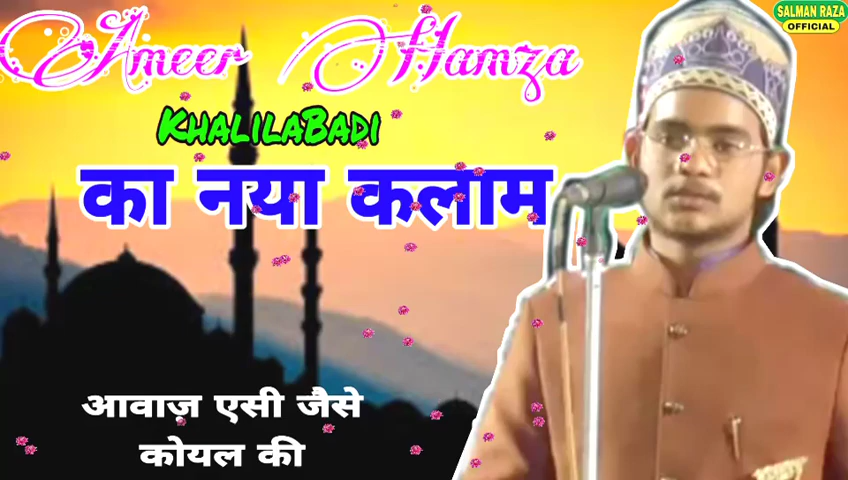 Ameer Hamza
KhalilaBadi
का नया कलाम
आवाज़ एसी जैसे
कोयल की
SALMAN RAZA
OFFICIAL